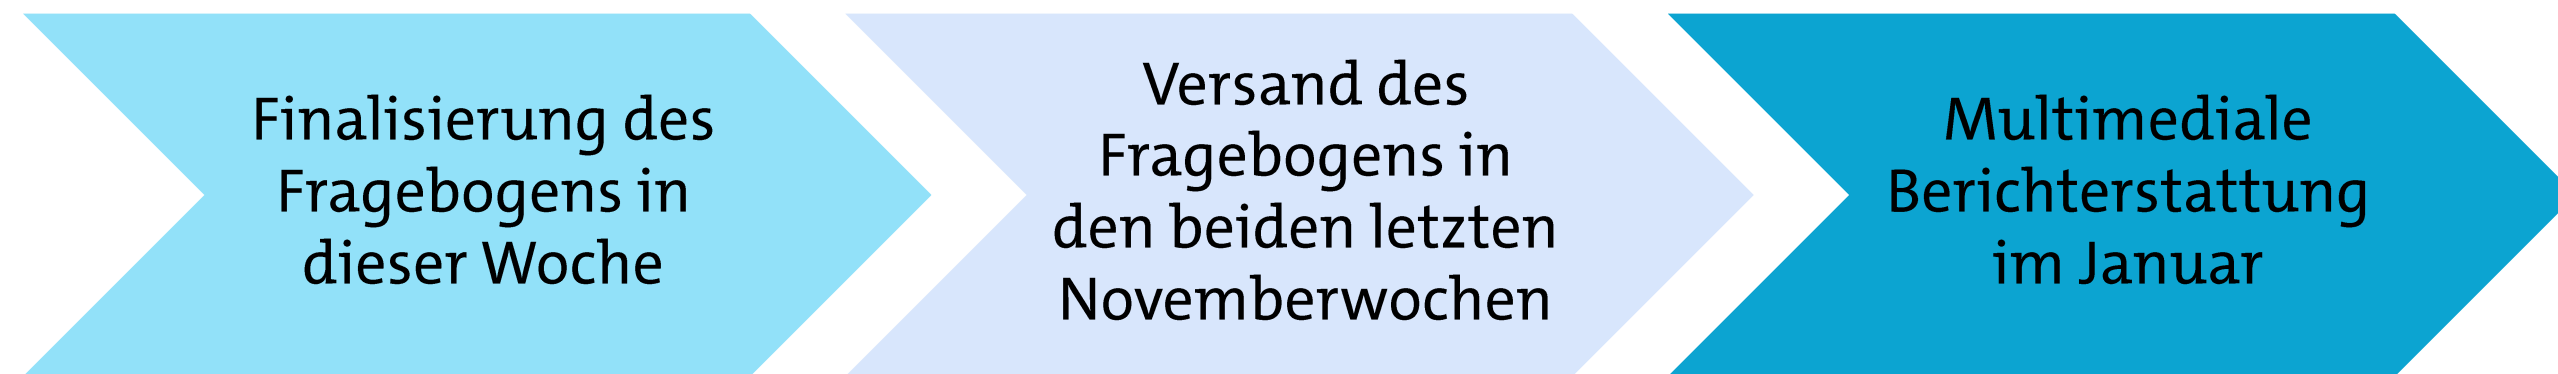 Finalisierung des
Fragebogens in
dieser Woche
Versand des
Fragebogens in
den beiden letzten
Novemberwochen
Multimediale
Berichterstattung
im Januar